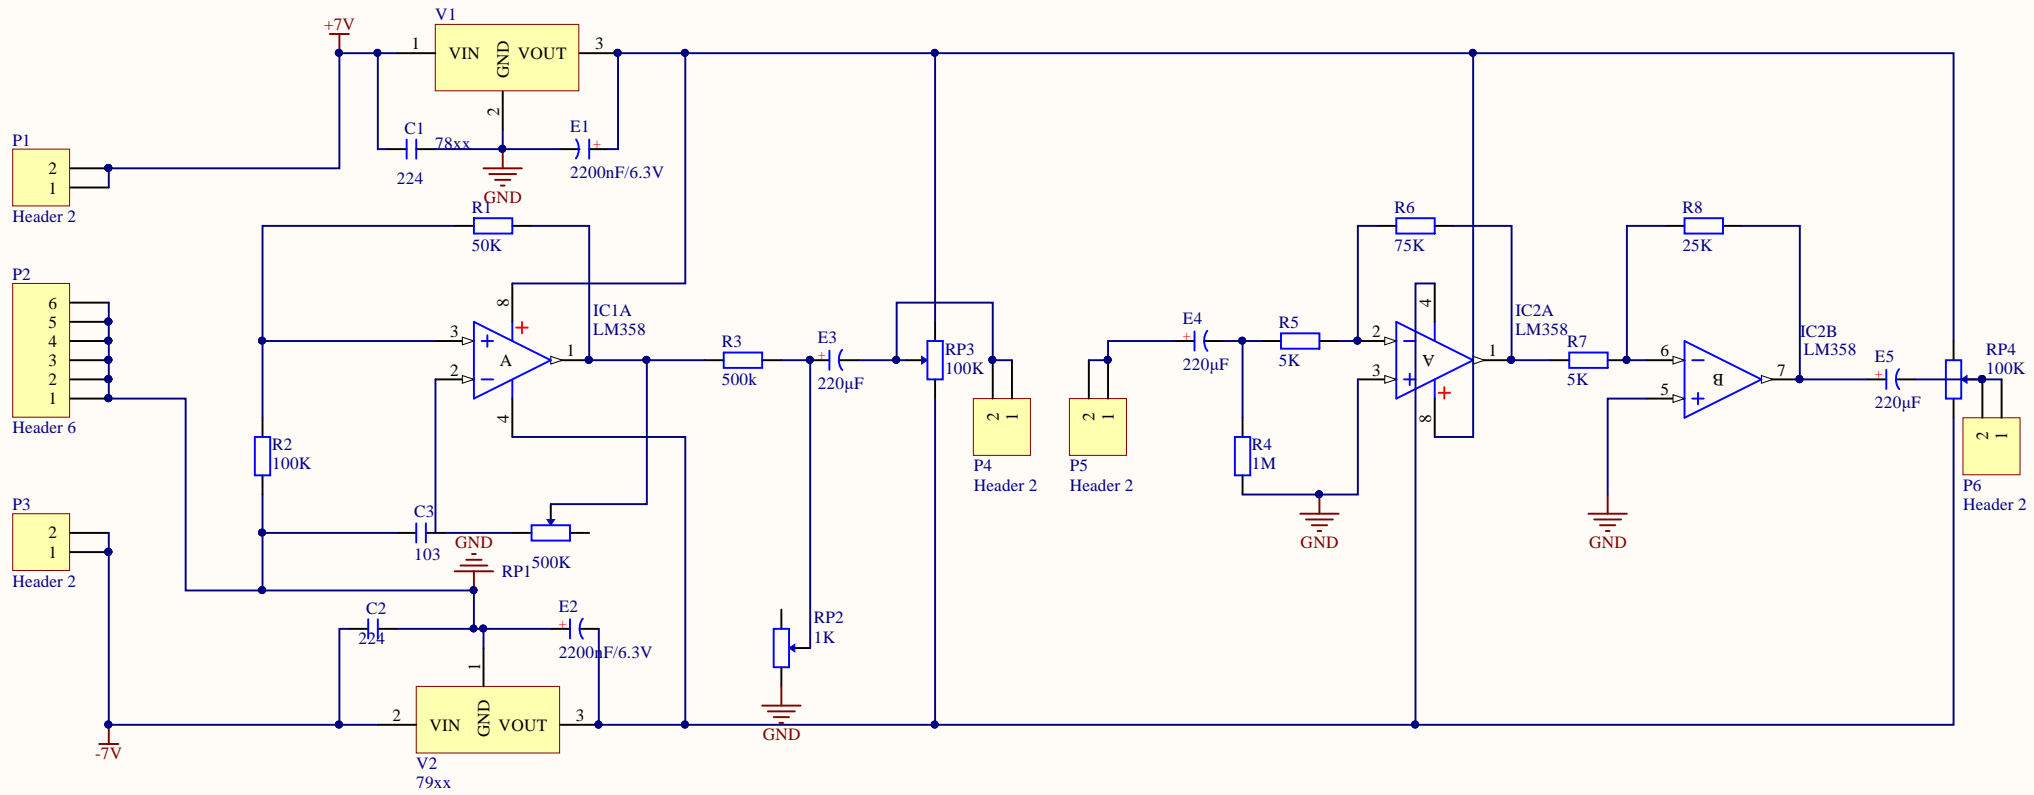 +7V
V1
1
VIN
GND
VOUT
3
2
C1
78xx
224
E1
+
2200nF/6.3V
GND
P1
2
1
Header 2
R1
50K
P2
6
5
4
3
2
1
Header 6
8
+
IC1A
LM358
3
+
A
1
2
−
4
R2
100K
R3
500k
E3
+
220μF
RP3
100K
2
1
P4
Header 2
C3
103
RP1
500K
GND
P3
2
1
Header 2
-7V
C2
224
E2
+
2200nF/6.3V
1
2
VIN
GND
VOUT
3
V2
79xx
RP2
1K
GND
2
1
P5
Header 2
E4
+
220μF
R5
5K
R4
1M
GND
R6
75K
4
IC2A
LM358
2
−
A
1
3
+
+
8
R7
5K
R8
25K
IC2B
LM358
6
−
B
7
5
+
GND
E5
+
220μF
RP4
100K
2
1
P6
Header 2